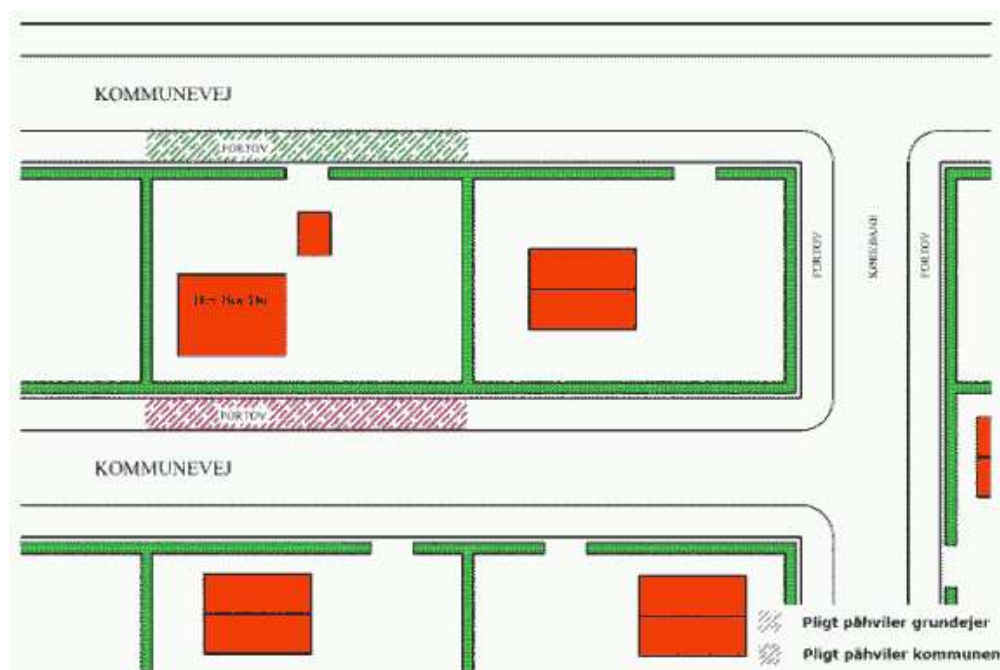 KOMMUNEVEJ
FORTOV
FORTOV
KØREBANE
FORTOV
FORTOV
KOMMUNEVEJ
Pligt påhviler grundejer
Pligt påhviler kommunen